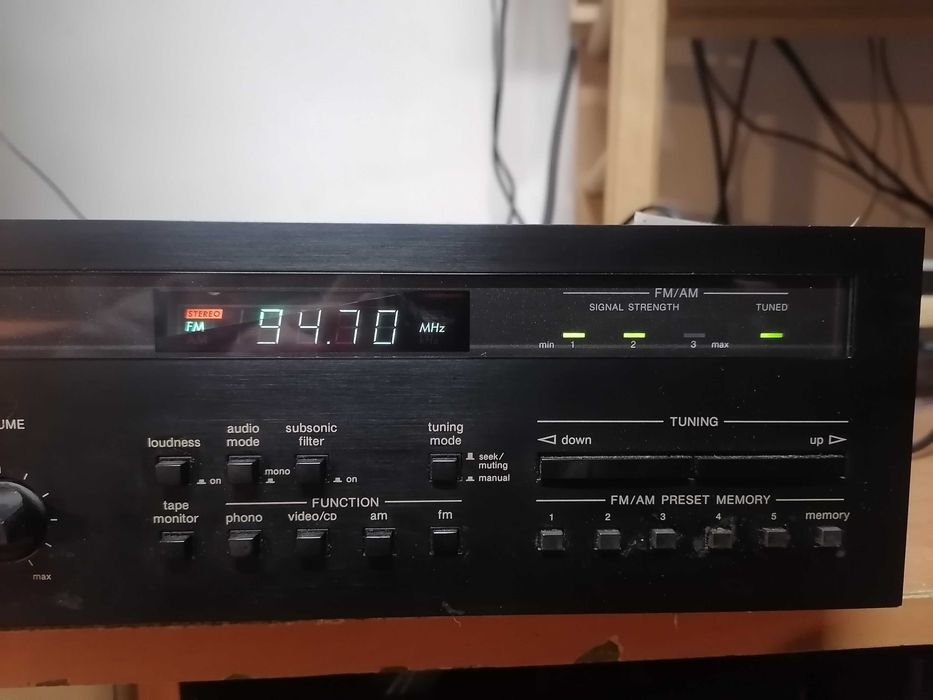 FM/AM
SIGNAL STRENGTH TUNED
STEREO
FM 94.70 MHz
AM
min 1 2 3 max
UME
TUNING
audio subsonic tuning
loudness mode filter mode
down up
seek/
muting
mono
on on manual
FUNCTION
FM/AM PRESET MEMORY
tape
monitor phono video/CD am fm
1 2 3 4 5 memory
max